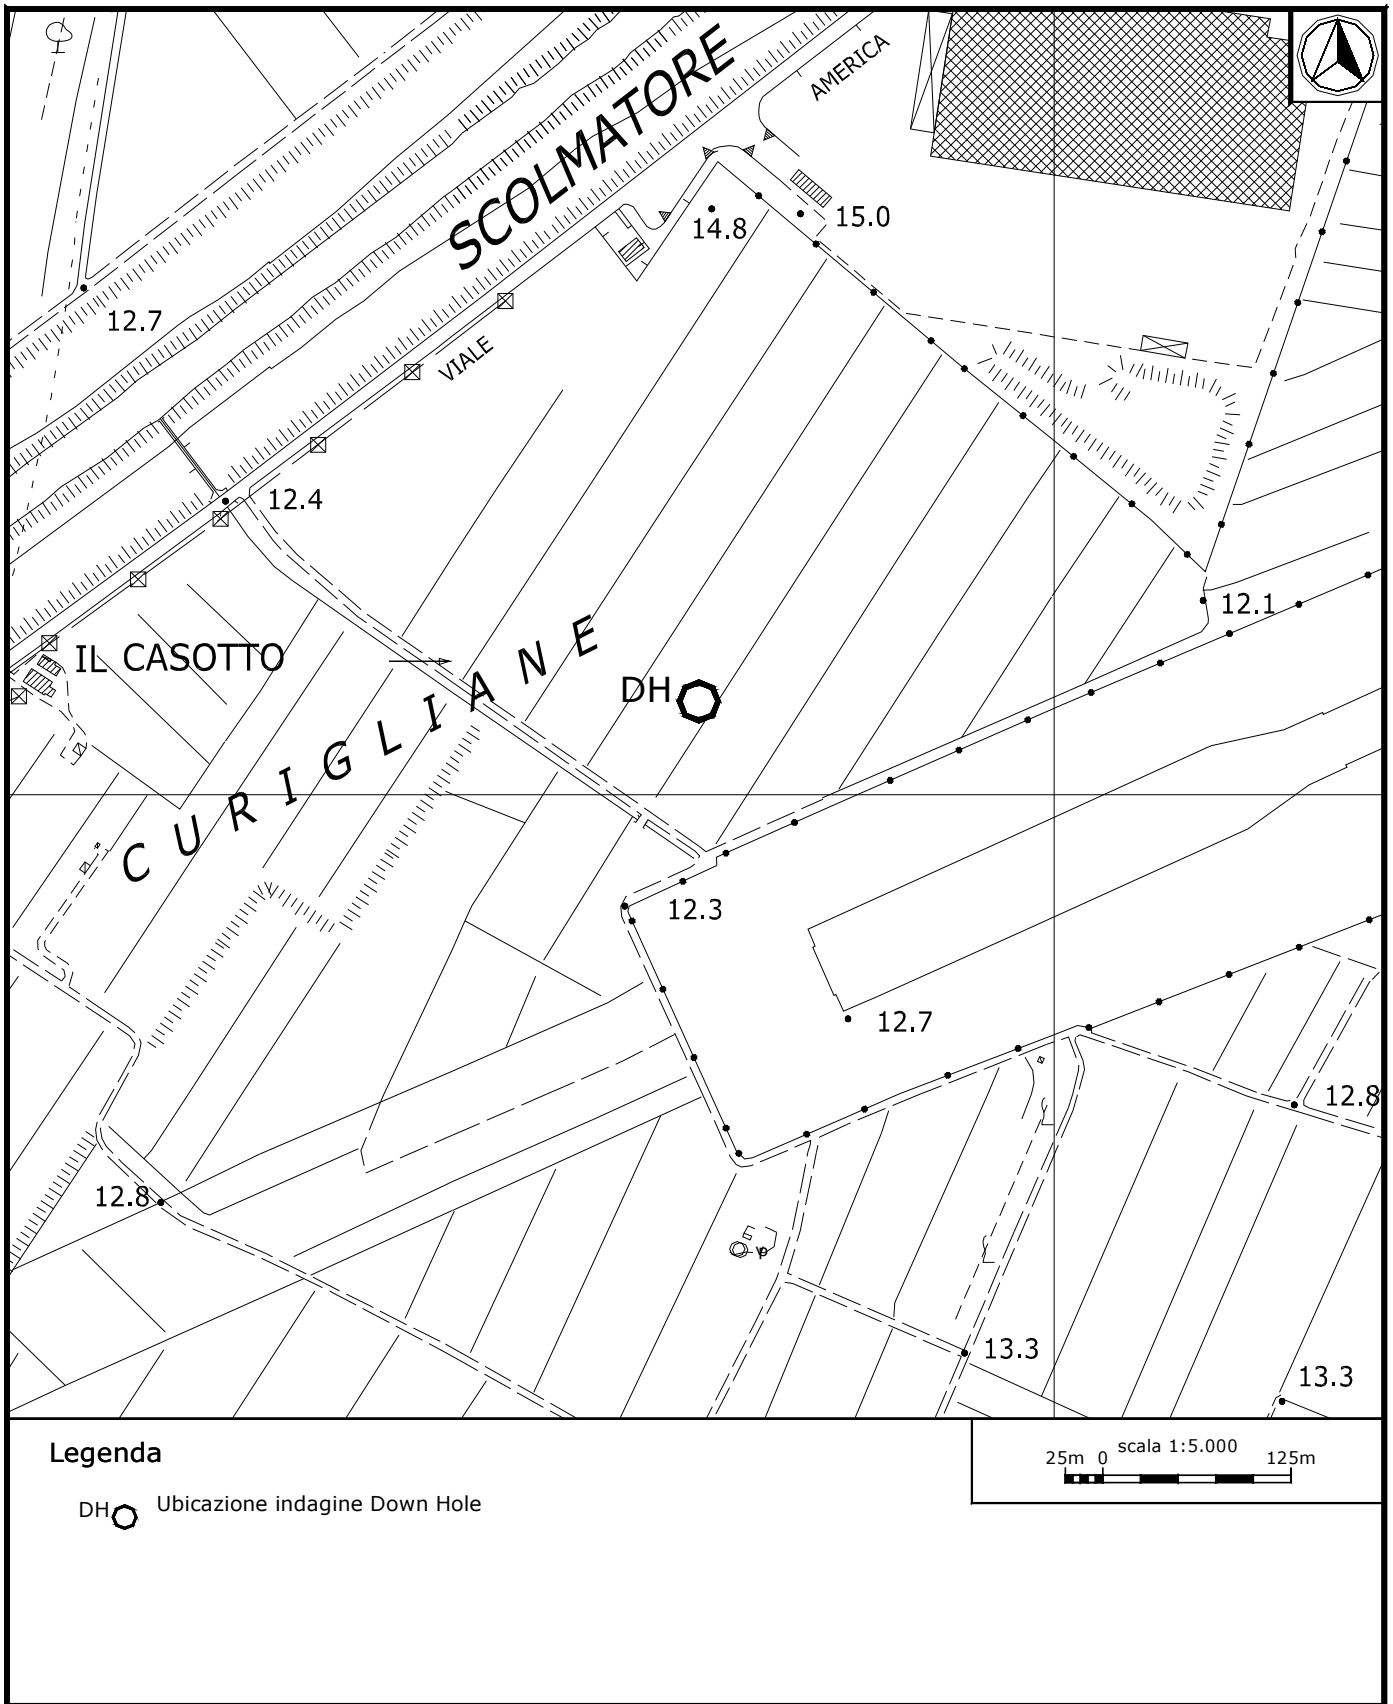 SCOLMATORE
AMERICA
14.8
15.0
12.7
VIALE
12.4
12.1
IL CASOTTO
DH
CURIGLIANE
12.3
12.7
12.8
12.8
13.3
13.3
Legenda
DH Ubicazione indagine Down Hole
scala 1:5.000
25m 0 125m